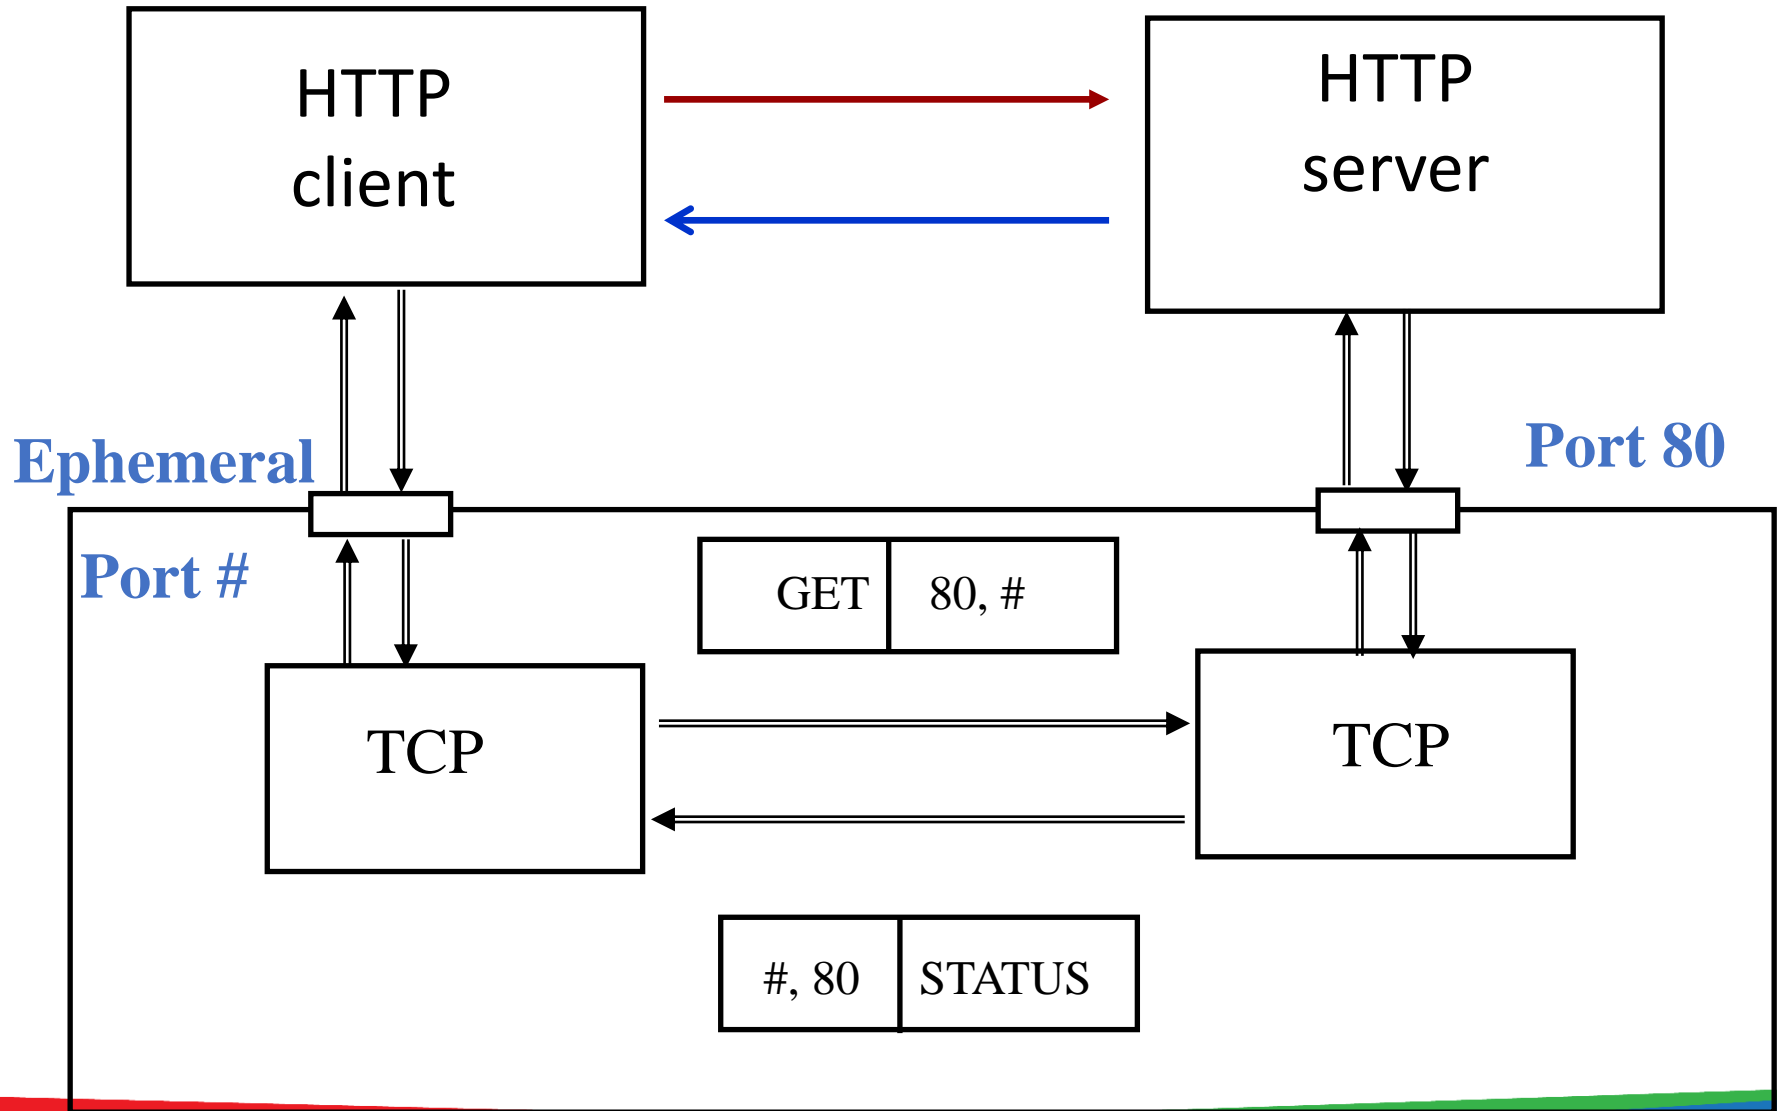 HTTP
client
HTTP
server
Ephemeral
Port #
Port 80
GET
80, #
TCP
TCP
#, 80
STATUS